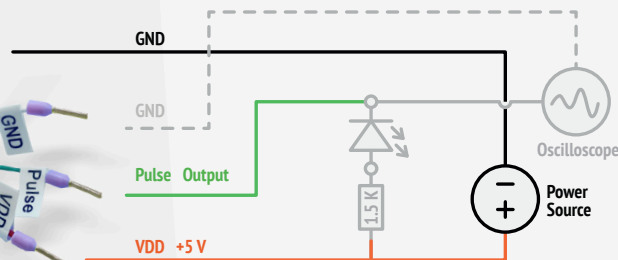 GND
GND
GND
Oscilloscope
Pulse Output
Pulse
1.5 K
Power
Source
VDD
VDD +5 V